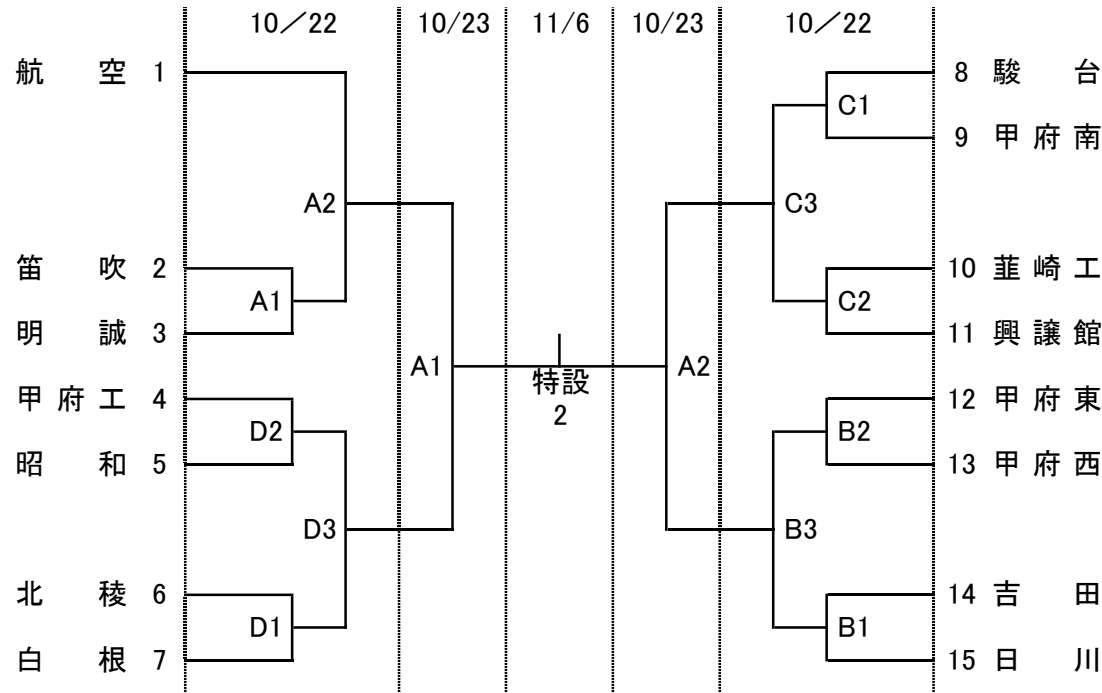 10／22 10/23 11/6 10/23 10／22
航空 1
8 駿台
C1
9 甲府南
A2
C3
笛吹 2
10 韮崎工
A1
C2
明誠 3
11 興譲館
A1
A2
特設
2
甲府工 4
12 甲府東
D2
B2
昭和 5
13 甲府西
D3
B3
北稜 6
14 吉田
D1
B1
白根 7
15 日川